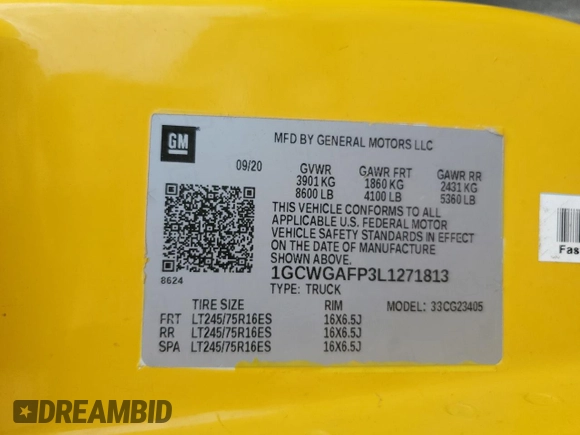 GM
MFD BY GENERAL MOTORS LLC
09/20 GVWR GAWR FRT GAWR RR
3901 KG 1860 KG 2431 KG
8600 LB 4100 LB 5360 LB
THIS VEHICLE CONFORMS TO ALL
APPLICABLE U.S. FEDERAL MOTOR
VEHICLE SAFETY STANDARDS IN EFFECT
ON THE DATE OF MANUFACTURE
SHOWN ABOVE.
8624
1GCWGAFP3L1271813
TYPE: TRUCK
TIRE SIZE RIM MODEL: 33CG23405
FRT LT245/75R16ES 16X6.5J
RR LT245/75R16ES 16X6.5J
SPA LT245/75R16ES 16X6.5J
Fas
DREAMBID